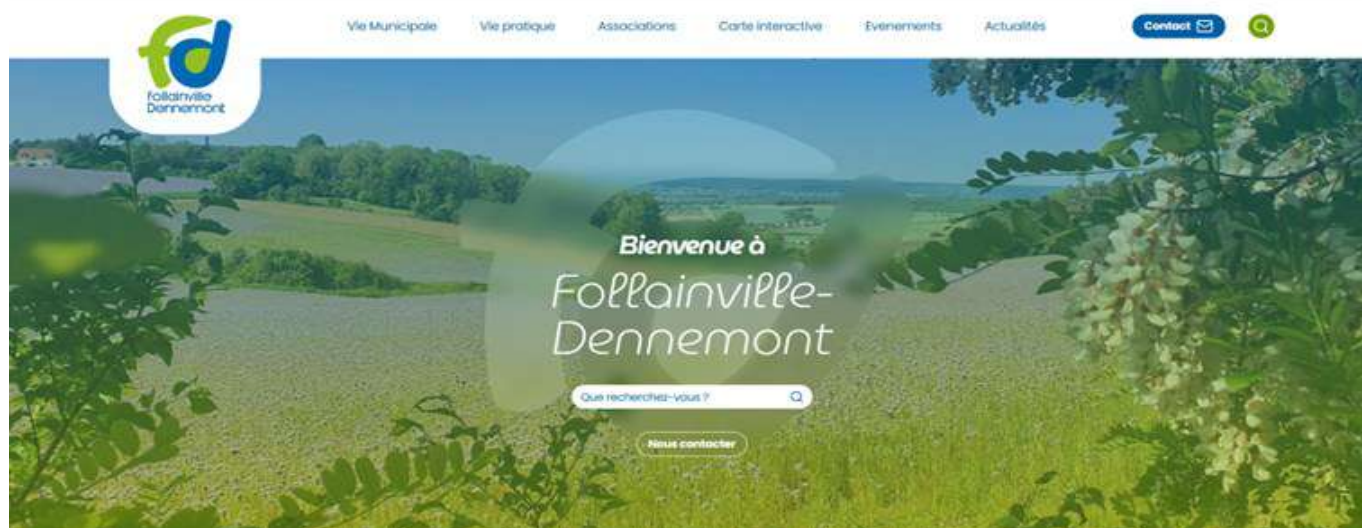 Vie Municipale
Vie pratique
Associations
Carte interactive
Evenements
Actualités
Contact
fd
Follainville
Dennemont
Bienvenue à
Follainville-
Dennemont
Que recherchez-vous ?
Nous contacter